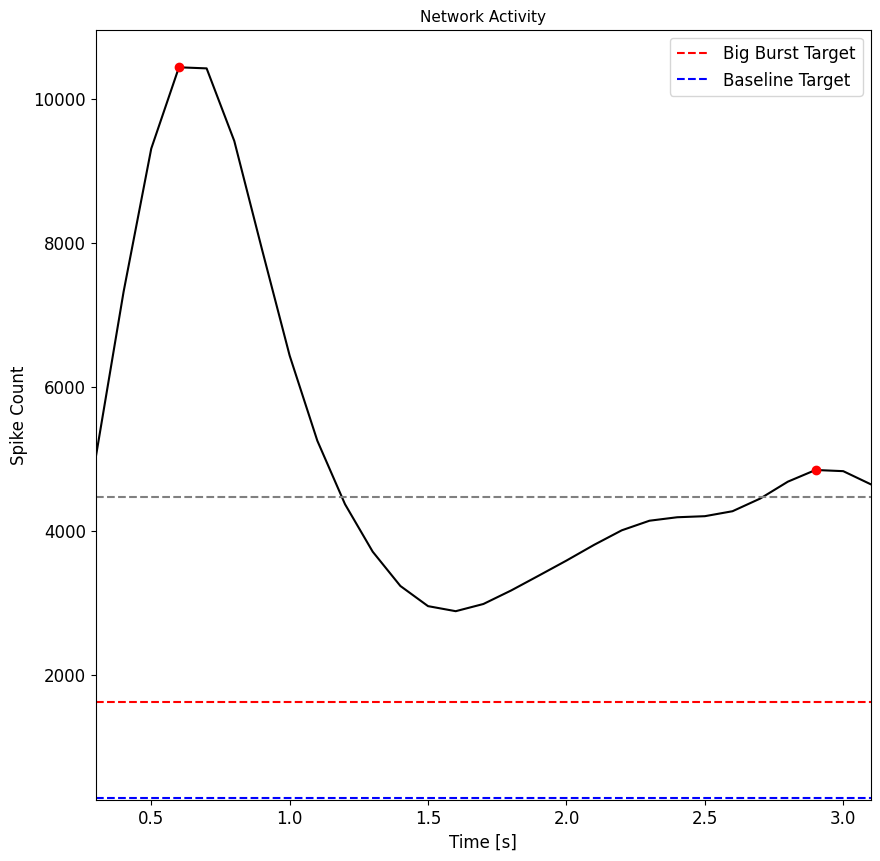 Network Activity
Big Burst Target
Baseline Target
10000
8000
6000
4000
2000
Spike Count
0.5 1.0 1.5 2.0 2.5 3.0
Time [s]